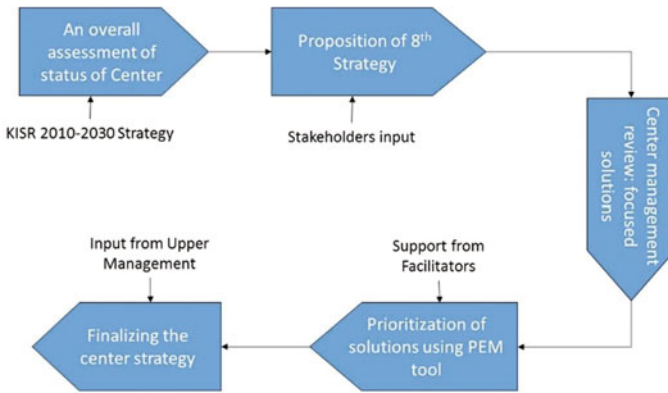 An overall
assessment of
status of Center
Proposition of 8th
Strategy
KISR 2010-2030 Strategy
Stakeholders input
Center management
review: focused
solutions
Input from Upper
Management
Support from
Facilitators
Finalizing the
center strategy
Prioritization of
solutions using PEM
tool